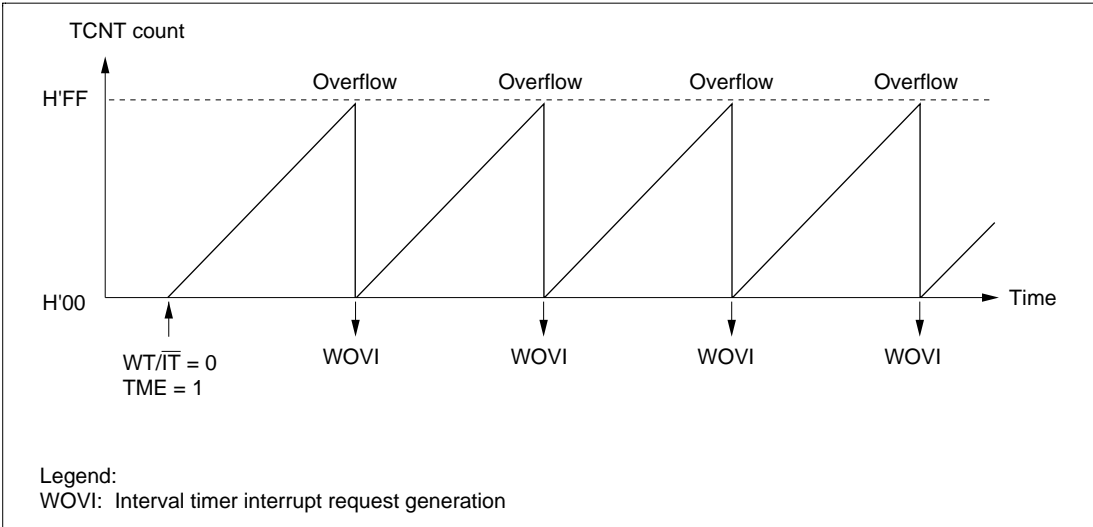 TCNT count
Overflow Overflow Overflow Overflow
H'FF
H'00
Time
WT/I̅T̅ = 0
TME = 1
WOVI WOVI WOVI WOVI
Legend:
WOVI: Interval timer interrupt request generation